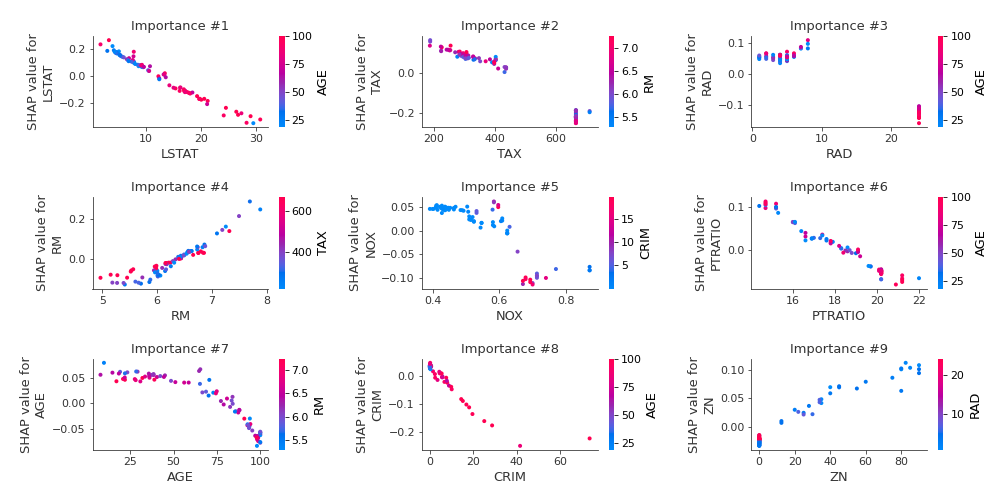 Importance #1
SHAP value for
LSTAT
0.2
0.0
−0.2
10
20
30
LSTAT
100
75
50
25
AGE
Importance #2
SHAP value for
TAX
0.0
−0.2
200
400
600
TAX
7.0
6.5
6.0
5.5
RM
Importance #3
SHAP value for
RAD
0.1
0.0
−0.1
0
10
20
RAD
100
75
50
25
AGE
Importance #4
SHAP value for
RM
0.2
0.0
5
6
7
8
RM
600
400
TAX
Importance #5
SHAP value for
NOX
0.05
0.00
−0.05
−0.10
0.4
0.6
0.8
NOX
15
10
5
CRIM
Importance #6
SHAP value for
PTRATIO
0.1
0.0
16
18
20
22
PTRATIO
100
75
50
25
AGE
Importance #7
SHAP value for
AGE
0.05
0.00
−0.05
25
50
75
100
AGE
7.0
6.5
6.0
5.5
RM
Importance #8
SHAP value for
CRIM
0.0
−0.1
−0.2
0
20
40
60
CRIM
100
75
50
25
AGE
Importance #9
SHAP value for
ZN
0.10
0.05
0.00
0
20
40
60
80
ZN
20
10
RAD